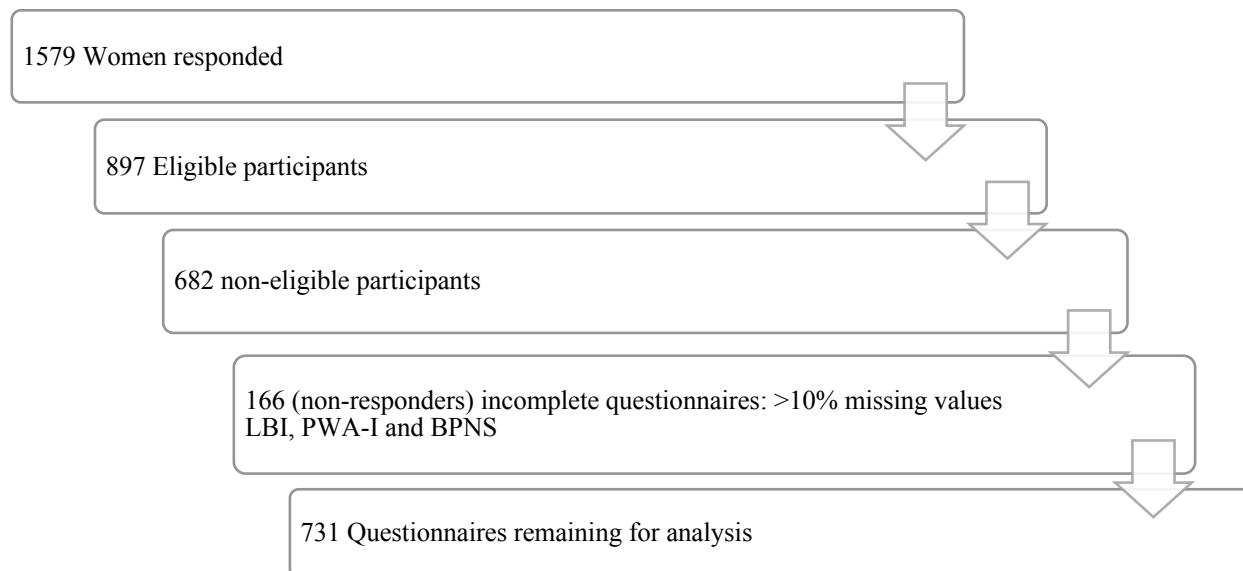 1579 Women responded
897 Eligible participants
682 non-eligible participants
166 (non-responders) incomplete questionnaires: >10% missing values
LBI, PWA-I and BPNS
731 Questionnaires remaining for analysis